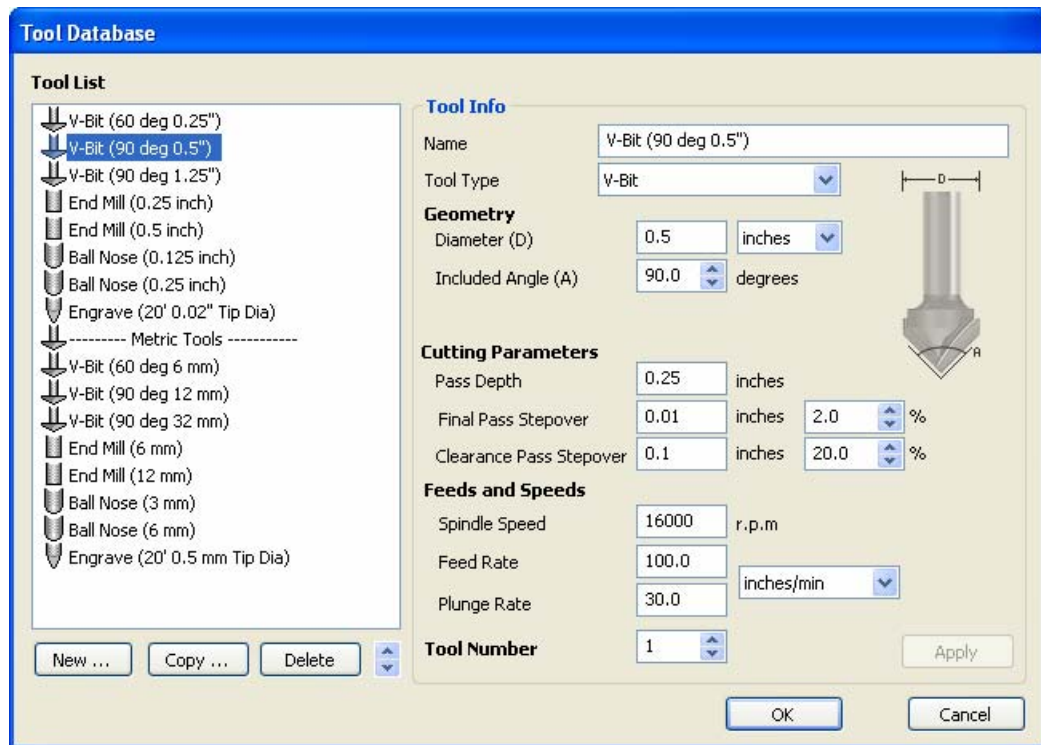 Tool Database
Tool List
V-Bit (60 deg 0.25")
V-Bit (90 deg 0.5")
V-Bit (90 deg 1.25")
End Mill (0.25 inch)
End Mill (0.5 inch)
Ball Nose (0.125 inch)
Ball Nose (0.25 inch)
Engrave (20' 0.02" Tip Dia)
--------- Metric Tools -----------
V-Bit (60 deg 6 mm)
V-Bit (90 deg 12 mm)
V-Bit (90 deg 32 mm)
End Mill (6 mm)
End Mill (12 mm)
Ball Nose (3 mm)
Ball Nose (6 mm)
Engrave (20' 0.5 mm Tip Dia)
New ... Copy ... Delete
Tool Info
Name V-Bit (90 deg 0.5")
Tool Type V-Bit
D
Geometry
Diameter (D) 0.5 inches
Included Angle (A) 90.0 degrees
A
Cutting Parameters
Pass Depth 0.25 inches
Final Pass Stepover 0.01 inches 2.0 %
Clearance Pass Stepover 0.1 inches 20.0 %
Feeds and Speeds
Spindle Speed 16000 r.p.m
Feed Rate 100.0
inches/min
Plunge Rate 30.0
Tool Number 1
Apply
OK Cancel